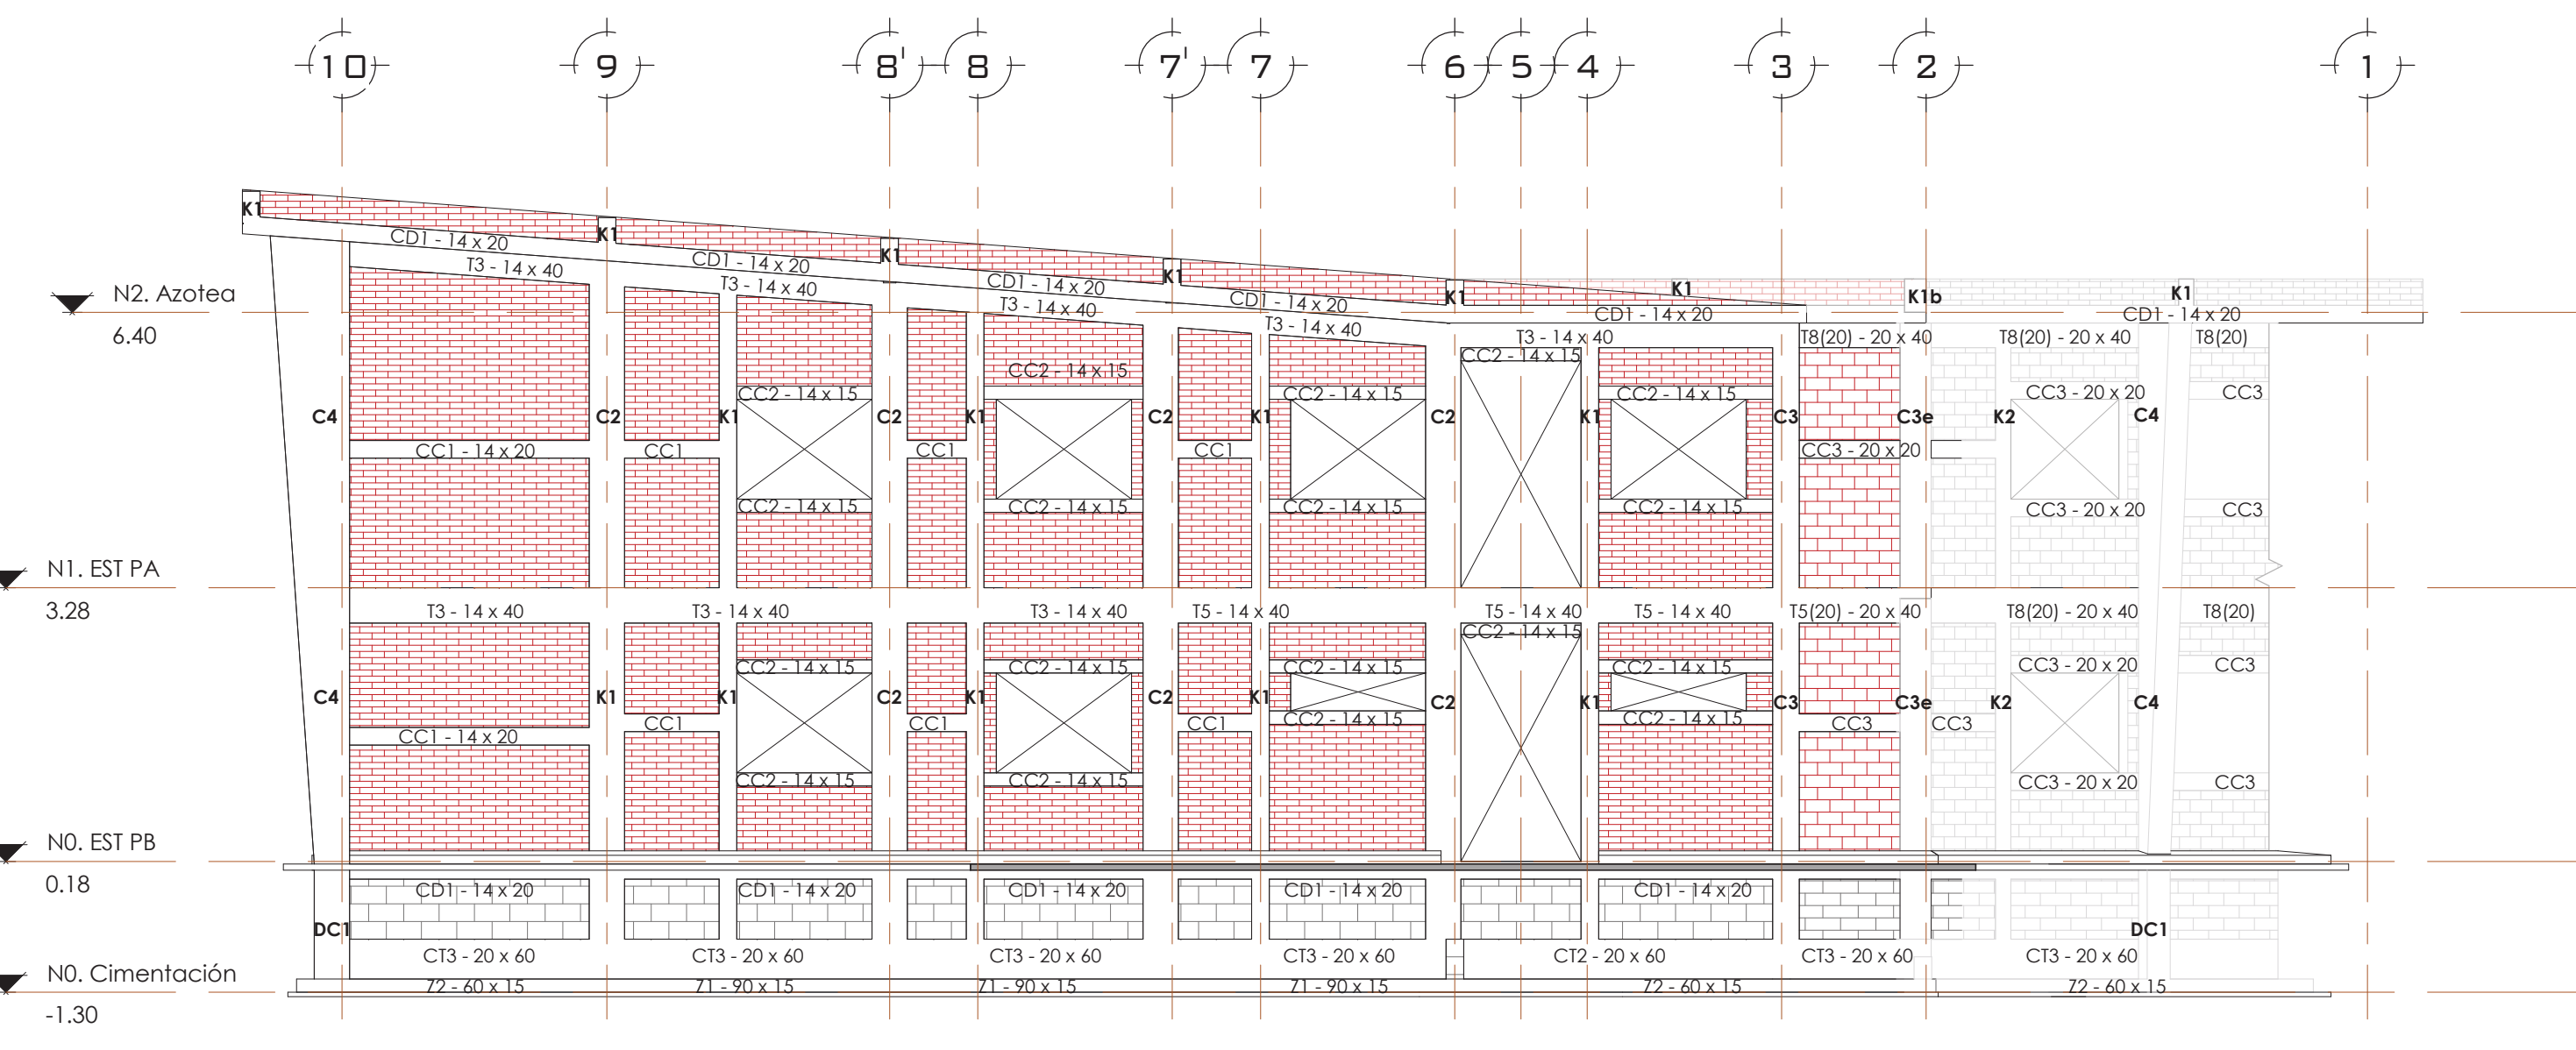 10 9 8' 8 7' 7 6 5 4 3 2 1
K1
K1
CD1 - 14 x 20
K1
CD1 - 14 x 20
T3 - 14 x 40
K1
CD1 - 14 x 20
T3 - 14 x 40
K1 K1 K1b K1
N2. Azotea
6.40
CD1 - 14 x 20
T3 - 14 x 40
CD1 - 14 x 20 CD1 - 14 x 20
T3 - 14 x 40
T3 - 14 x 40 T8(20) - 20 x 40 T8(20) - 20 x 40 T8(20)
CC2 - 14 x 15
CC2 - 14 x 15
CC2 - 14 x 15 CC2 - 14 x 15 CC2 - 14 x 15 CC3 - 20 x 20 CC3
C4 C2 K1 C2 K1 C2 K1 C2 K1 C3 C3e K2 C4
CC1 - 14 x 20 CC1 CC1 CC1 CC3 - 20 x 20
CC2 - 14 x 15 CC2 - 14 x 15 CC2 - 14 x 15 CC2 - 14 x 15 CC3 - 20 x 20 CC3
N1. EST PA
3.28
T3 - 14 x 40 T3 - 14 x 40 T3 - 14 x 40 T5 - 14 x 40 T5 - 14 x 40 T5 - 14 x 40 T5(20) - 20 x 40 T8(20) - 20 x 40 T8(20)
CC2 - 14 x 15
CC2 - 14 x 15 CC2 - 14 x 15 CC2 - 14 x 15 CC2 - 14 x 15 CC3 - 20 x 20 CC3
C4 K1 K1 C2 K1 C2 K1 C2 K1 C3 C3e K2 C4
CC1 - 14 x 20 CC1 CC1 CC1 CC2 - 14 x 15 CC2 - 14 x 15 CC3 CC3
CC2 - 14 x 15 CC2 - 14 x 15 CC3 - 20 x 20 CC3
N0. EST PB
0.18
CD1 - 14 x 20 CD1 - 14 x 20 CD1 - 14 x 20 CD1 - 14 x 20 CD1 - 14 x 20
DC1 DC1
CT3 - 20 x 60 CT3 - 20 x 60 CT3 - 20 x 60 CT3 - 20 x 60 CT2 - 20 x 60 CT3 - 20 x 60 CT3 - 20 x 60
N0. Cimentación
-1.30
Z2 - 60 x 15 Z1 - 90 x 15 Z1 - 90 x 15 Z1 - 90 x 15 Z2 - 60 x 15 Z2 - 60 x 15